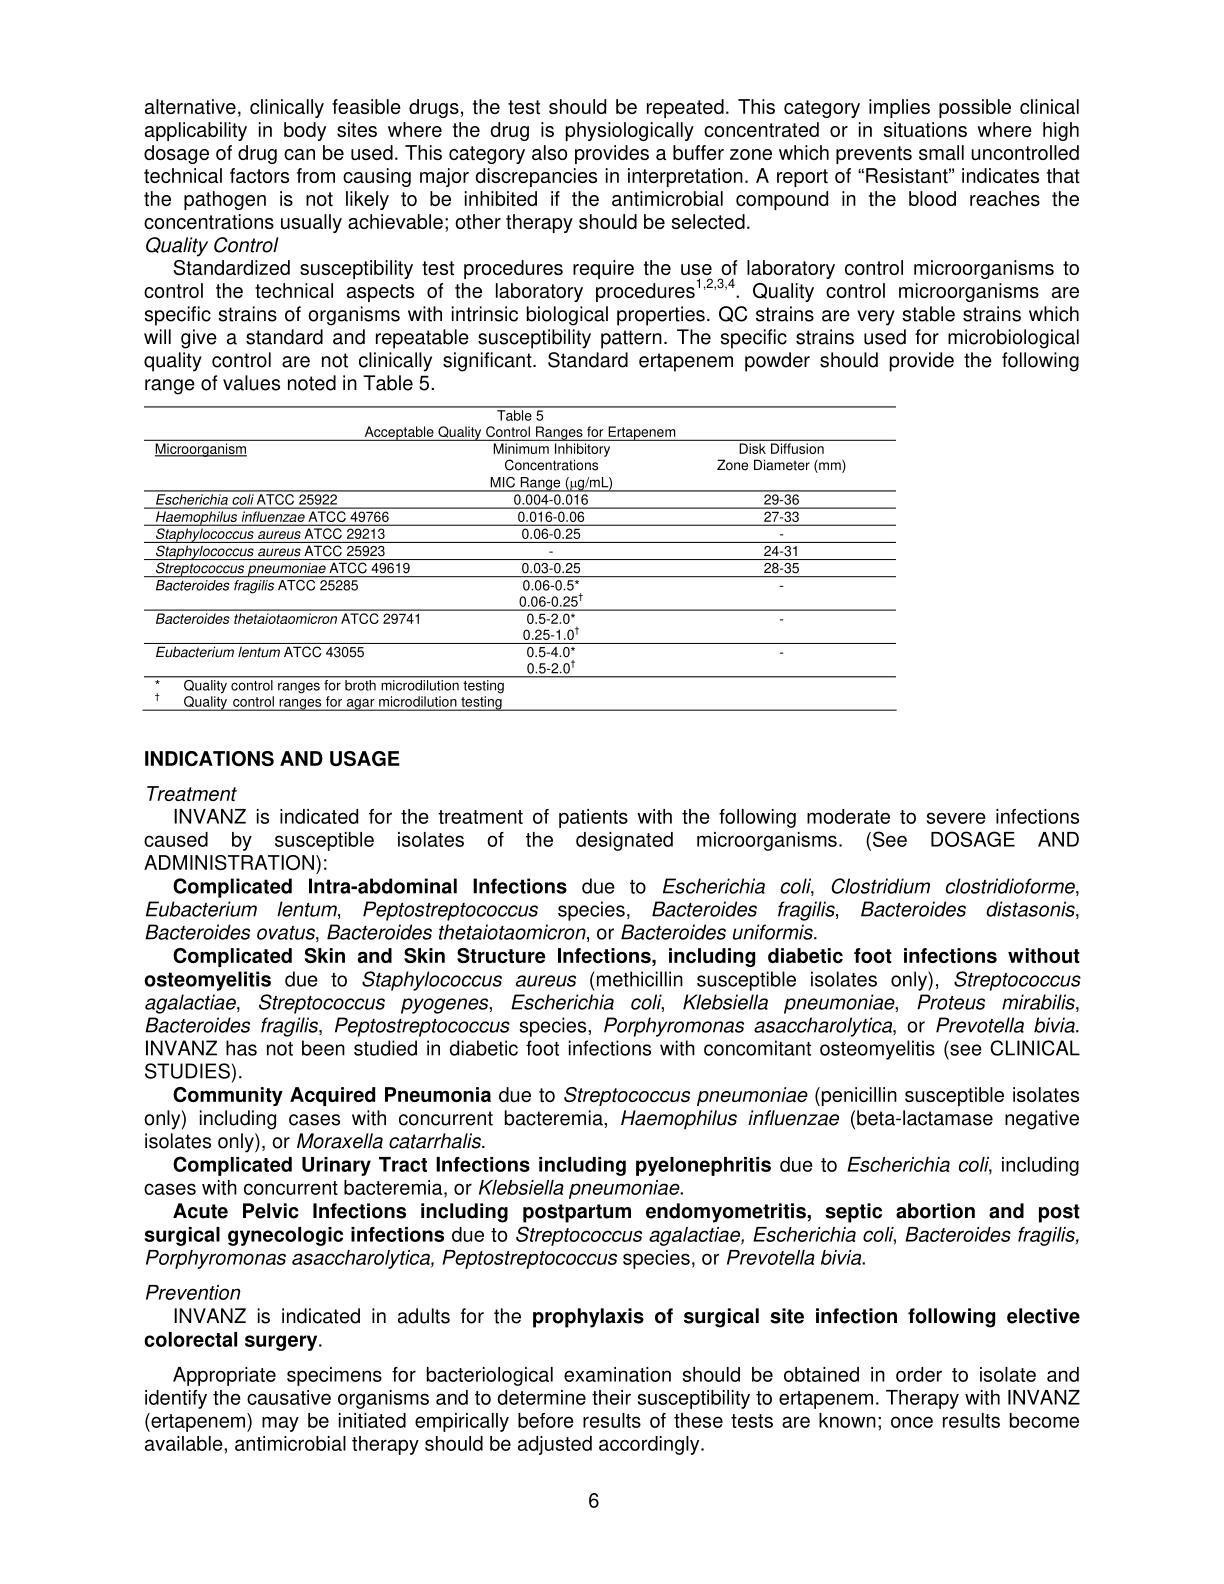 alternative, clinically feasible drugs, the test should be repeated. This category implies possible clinical
applicability in body sites where the drug is physiologically concentrated or in situations where high
dosage of drug can be used. This category also provides a buffer zone which prevents small uncontrolled
technical factors from causing major discrepancies in interpretation. A report of “Resistant” indicates that
the pathogen is not likely to be inhibited if the antimicrobial compound in the blood reaches the
concentrations usually achievable; other therapy should be selected.
Quality Control
Standardized susceptibility test procedures require the use of laboratory control microorganisms to
control the technical aspects of the laboratory procedures1,2,3,4. Quality control microorganisms are
specific strains of organisms with intrinsic biological properties. QC strains are very stable strains which
will give a standard and repeatable susceptibility pattern. The specific strains used for microbiological
quality control are not clinically significant. Standard ertapenem powder should provide the following
range of values noted in Table 5.
Table 5
Acceptable Quality Control Ranges for Ertapenem
Microorganism Minimum Inhibitory Disk Diffusion
Concentrations Zone Diameter (mm)
MIC Range (µg/mL)
Escherichia coli ATCC 25922 0.004-0.016 29-36
Haemophilus influenzae ATCC 49766 0.016-0.06 27-33
Staphylococcus aureus ATCC 29213 0.06-0.25 -
Staphylococcus aureus ATCC 25923 - 24-31
Streptococcus pneumoniae ATCC 49619 0.03-0.25 28-35
Bacteroides fragilis ATCC 25285 0.06-0.5* -
0.06-0.25†
Bacteroides thetaiotaomicron ATCC 29741 0.5-2.0* -
0.25-1.0†
Eubacterium lentum ATCC 43055 0.5-4.0* -
0.5-2.0†
* Quality control ranges for broth microdilution testing
† Quality control ranges for agar microdilution testing
INDICATIONS AND USAGE
Treatment
INVANZ is indicated for the treatment of patients with the following moderate to severe infections
caused by susceptible isolates of the designated microorganisms. (See DOSAGE AND
ADMINISTRATION):
Complicated Intra-abdominal Infections due to Escherichia coli, Clostridium clostridioforme,
Eubacterium lentum, Peptostreptococcus species, Bacteroides fragilis, Bacteroides distasonis,
Bacteroides ovatus, Bacteroides thetaiotaomicron, or Bacteroides uniformis.
Complicated Skin and Skin Structure Infections, including diabetic foot infections without
osteomyelitis due to Staphylococcus aureus (methicillin susceptible isolates only), Streptococcus
agalactiae, Streptococcus pyogenes, Escherichia coli, Klebsiella pneumoniae, Proteus mirabilis,
Bacteroides fragilis, Peptostreptococcus species, Porphyromonas asaccharolytica, or Prevotella bivia.
INVANZ has not been studied in diabetic foot infections with concomitant osteomyelitis (see CLINICAL
STUDIES).
Community Acquired Pneumonia due to Streptococcus pneumoniae (penicillin susceptible isolates
only) including cases with concurrent bacteremia, Haemophilus influenzae (beta-lactamase negative
isolates only), or Moraxella catarrhalis.
Complicated Urinary Tract Infections including pyelonephritis due to Escherichia coli, including
cases with concurrent bacteremia, or Klebsiella pneumoniae.
Acute Pelvic Infections including postpartum endomyometritis, septic abortion and post
surgical gynecologic infections due to Streptococcus agalactiae, Escherichia coli, Bacteroides fragilis,
Porphyromonas asaccharolytica, Peptostreptococcus species, or Prevotella bivia.
Prevention
INVANZ is indicated in adults for the prophylaxis of surgical site infection following elective
colorectal surgery.
Appropriate specimens for bacteriological examination should be obtained in order to isolate and
identify the causative organisms and to determine their susceptibility to ertapenem. Therapy with INVANZ
(ertapenem) may be initiated empirically before results of these tests are known; once results become
available, antimicrobial therapy should be adjusted accordingly.
6